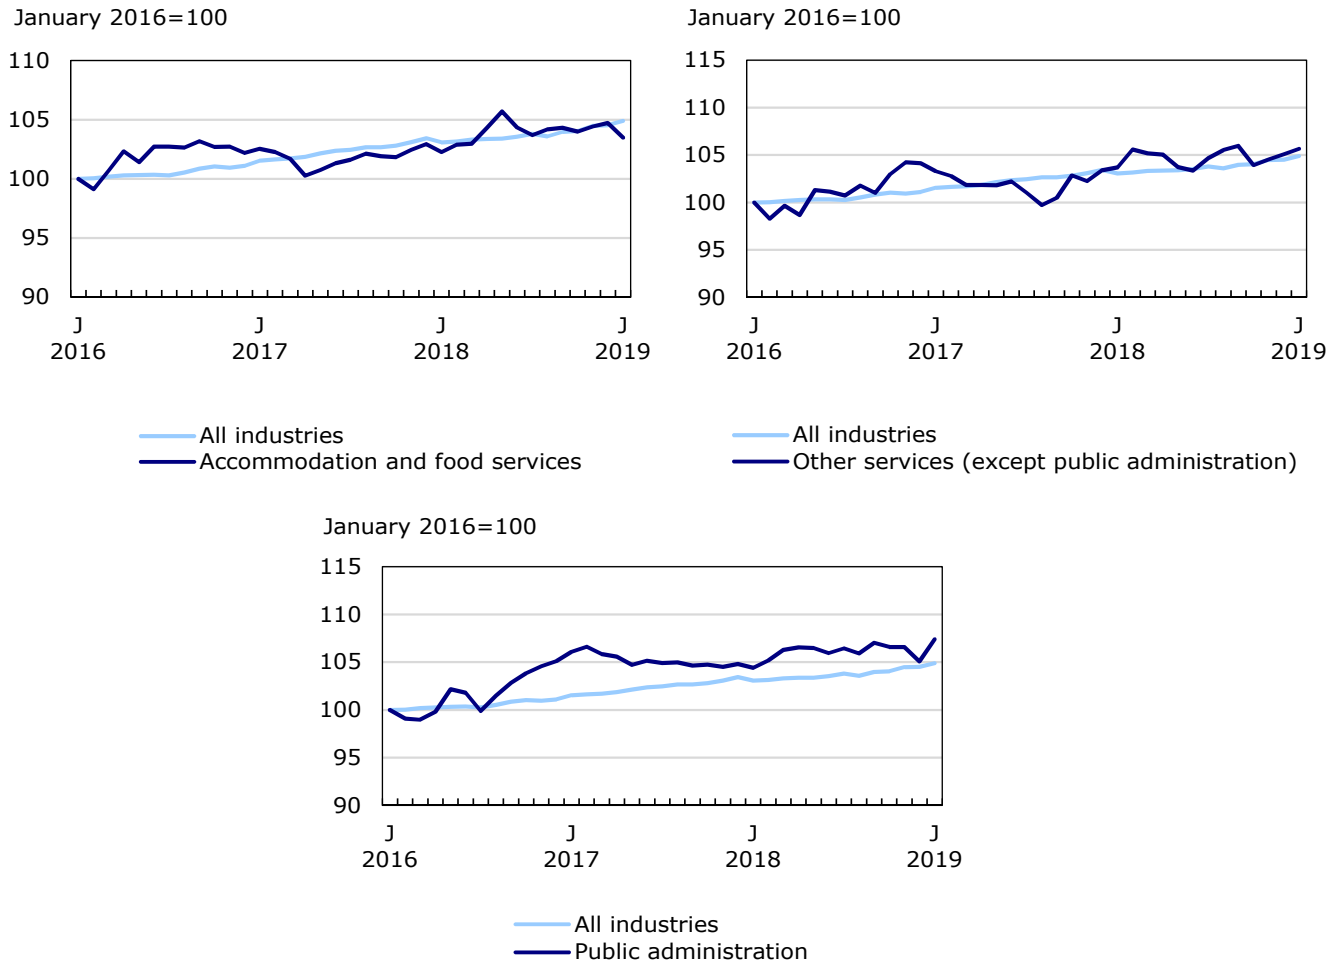 January 2016=100
110
105
100
95
90
J J J J
2016 2017 2018 2019
All industries
Accommodation and food services
January 2016=100
115
110
105
100
95
90
J J J J
2016 2017 2018 2019
All industries
Other services (except public administration)
January 2016=100
115
110
105
100
95
90
J J J J
2016 2017 2018 2019
All industries
Public administration